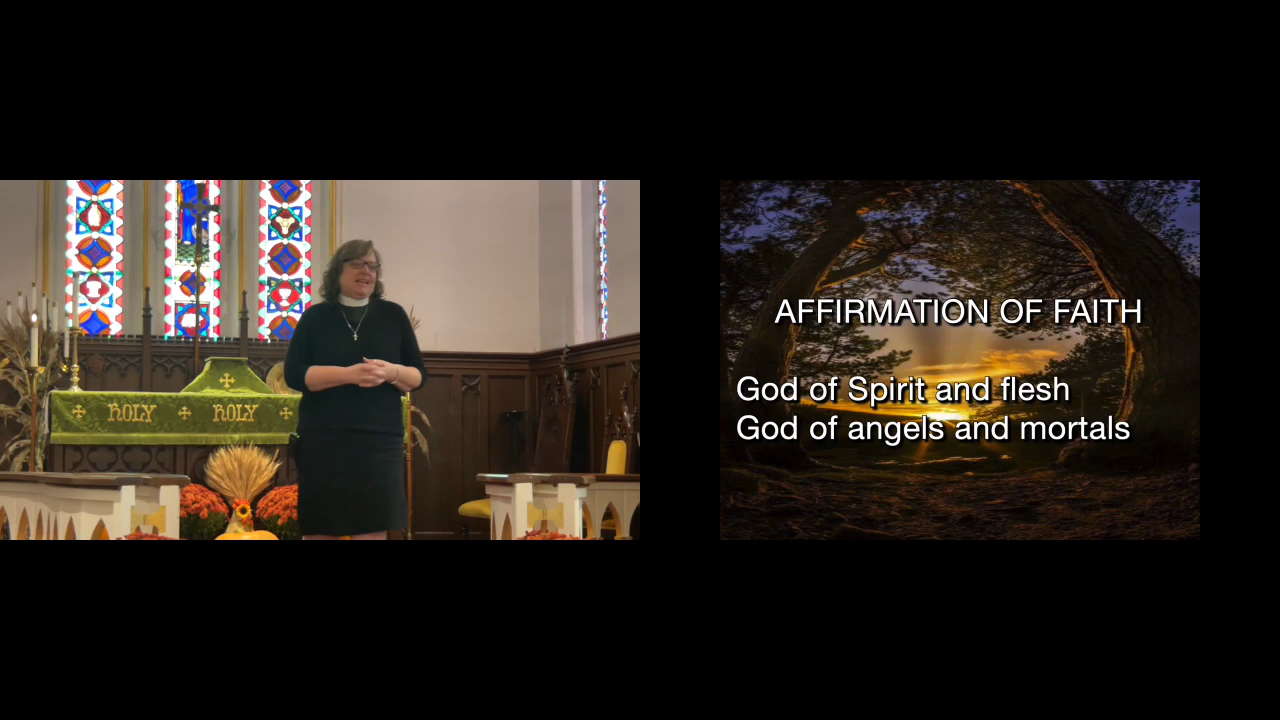 HOLY HOLY
AFFIRMATION OF FAITH
God of Spirit and flesh
God of angels and mortals